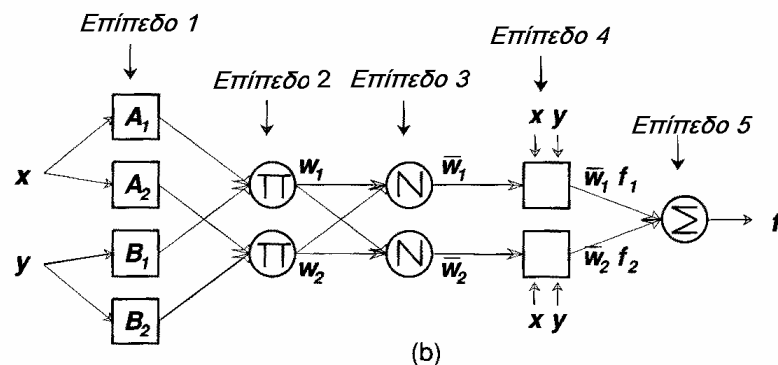 Επίπεδο 1
Επίπεδο 2
Επίπεδο 3
Επίπεδο 4
Επίπεδο 5
x
y
A₁
A₂
B₁
B₂
Π
Π
w₁
w₂
N
N
w̅₁
w̅₂
x y
x y
w̅₁ f₁
w̅₂ f₂
Σ
f
(b)